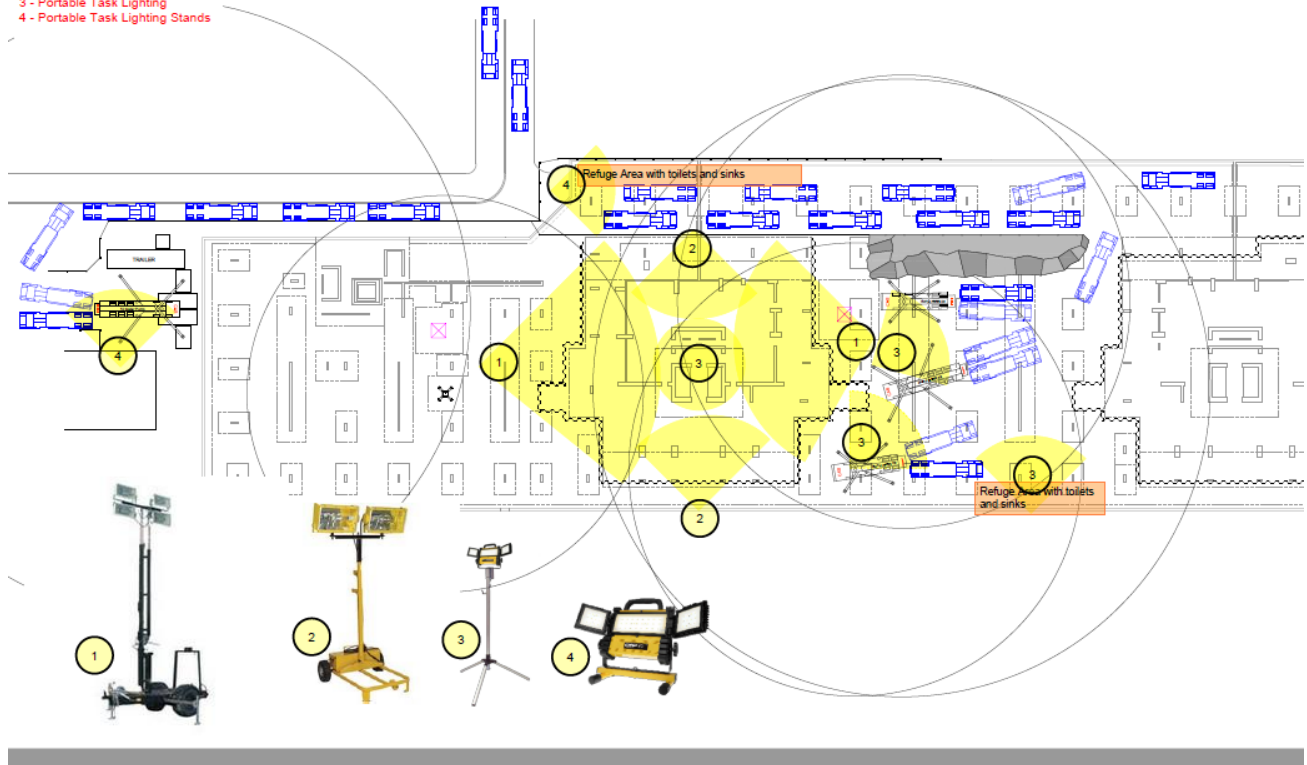 3 - Portable Task Lighting
4 - Portable Task Lighting Stands
4
Refuge Area with toilets and sinks
2
TRAILER
1
3
1
3
4
3
3
Refuge Area with toilets
and sinks
2
1
2
3
4